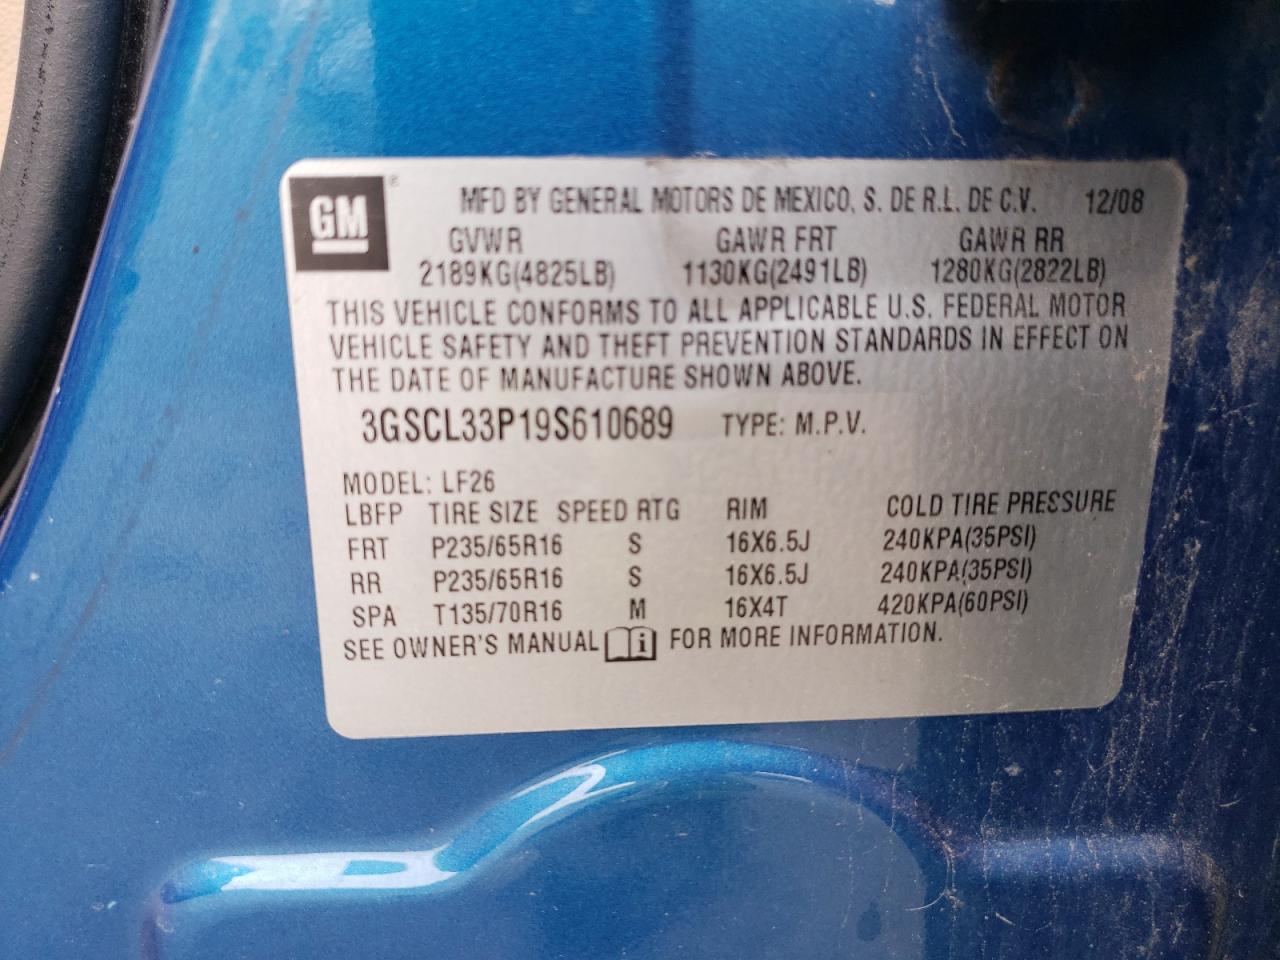 GM®
MFD BY GENERAL MOTORS DE MEXICO, S. DE R.L. DE C.V. 12/08
GVWR GAWR FRT GAWR RR
2189KG(4825LB) 1130KG(2491LB) 1280KG(2822LB)
THIS VEHICLE CONFORMS TO ALL APPLICABLE U.S. FEDERAL MOTOR
VEHICLE SAFETY AND THEFT PREVENTION STANDARDS IN EFFECT ON
THE DATE OF MANUFACTURE SHOWN ABOVE.
3GSCL33P19S610689 TYPE: M.P.V.
MODEL: LF26
LBFP TIRE SIZE SPEED RTG RIM COLD TIRE PRESSURE
FRT P235/65R16 S 16X6.5J 240KPA(35PSI)
RR P235/65R16 S 16X6.5J 240KPA(35PSI)
SPA T135/70R16 M 16X4T 420KPA(60PSI)
SEE OWNER'S MANUAL i FOR MORE INFORMATION.